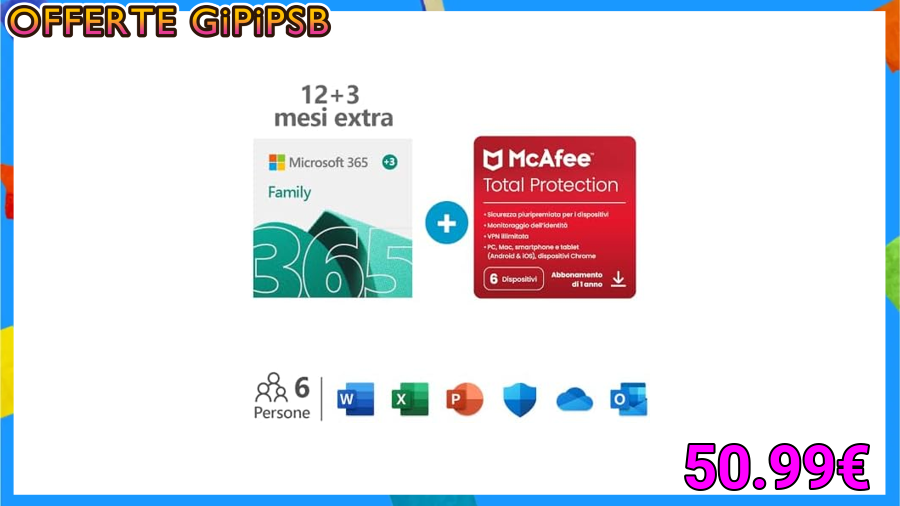 OFFERTE GiPiPSB
12+3
mesi extra
Microsoft 365 +3
Family
365
McAfee™
Total Protection
• Sicurezza pluripremiata per i dispositivi
• Monitoraggio dell'identità
• VPN illimitata
• PC, Mac, smartphone e tablet
(Android & iOS), dispositivi Chrome
6 Dispositivi
Abbonamento
di 1 anno
6
Persone
W X P O
50.99€